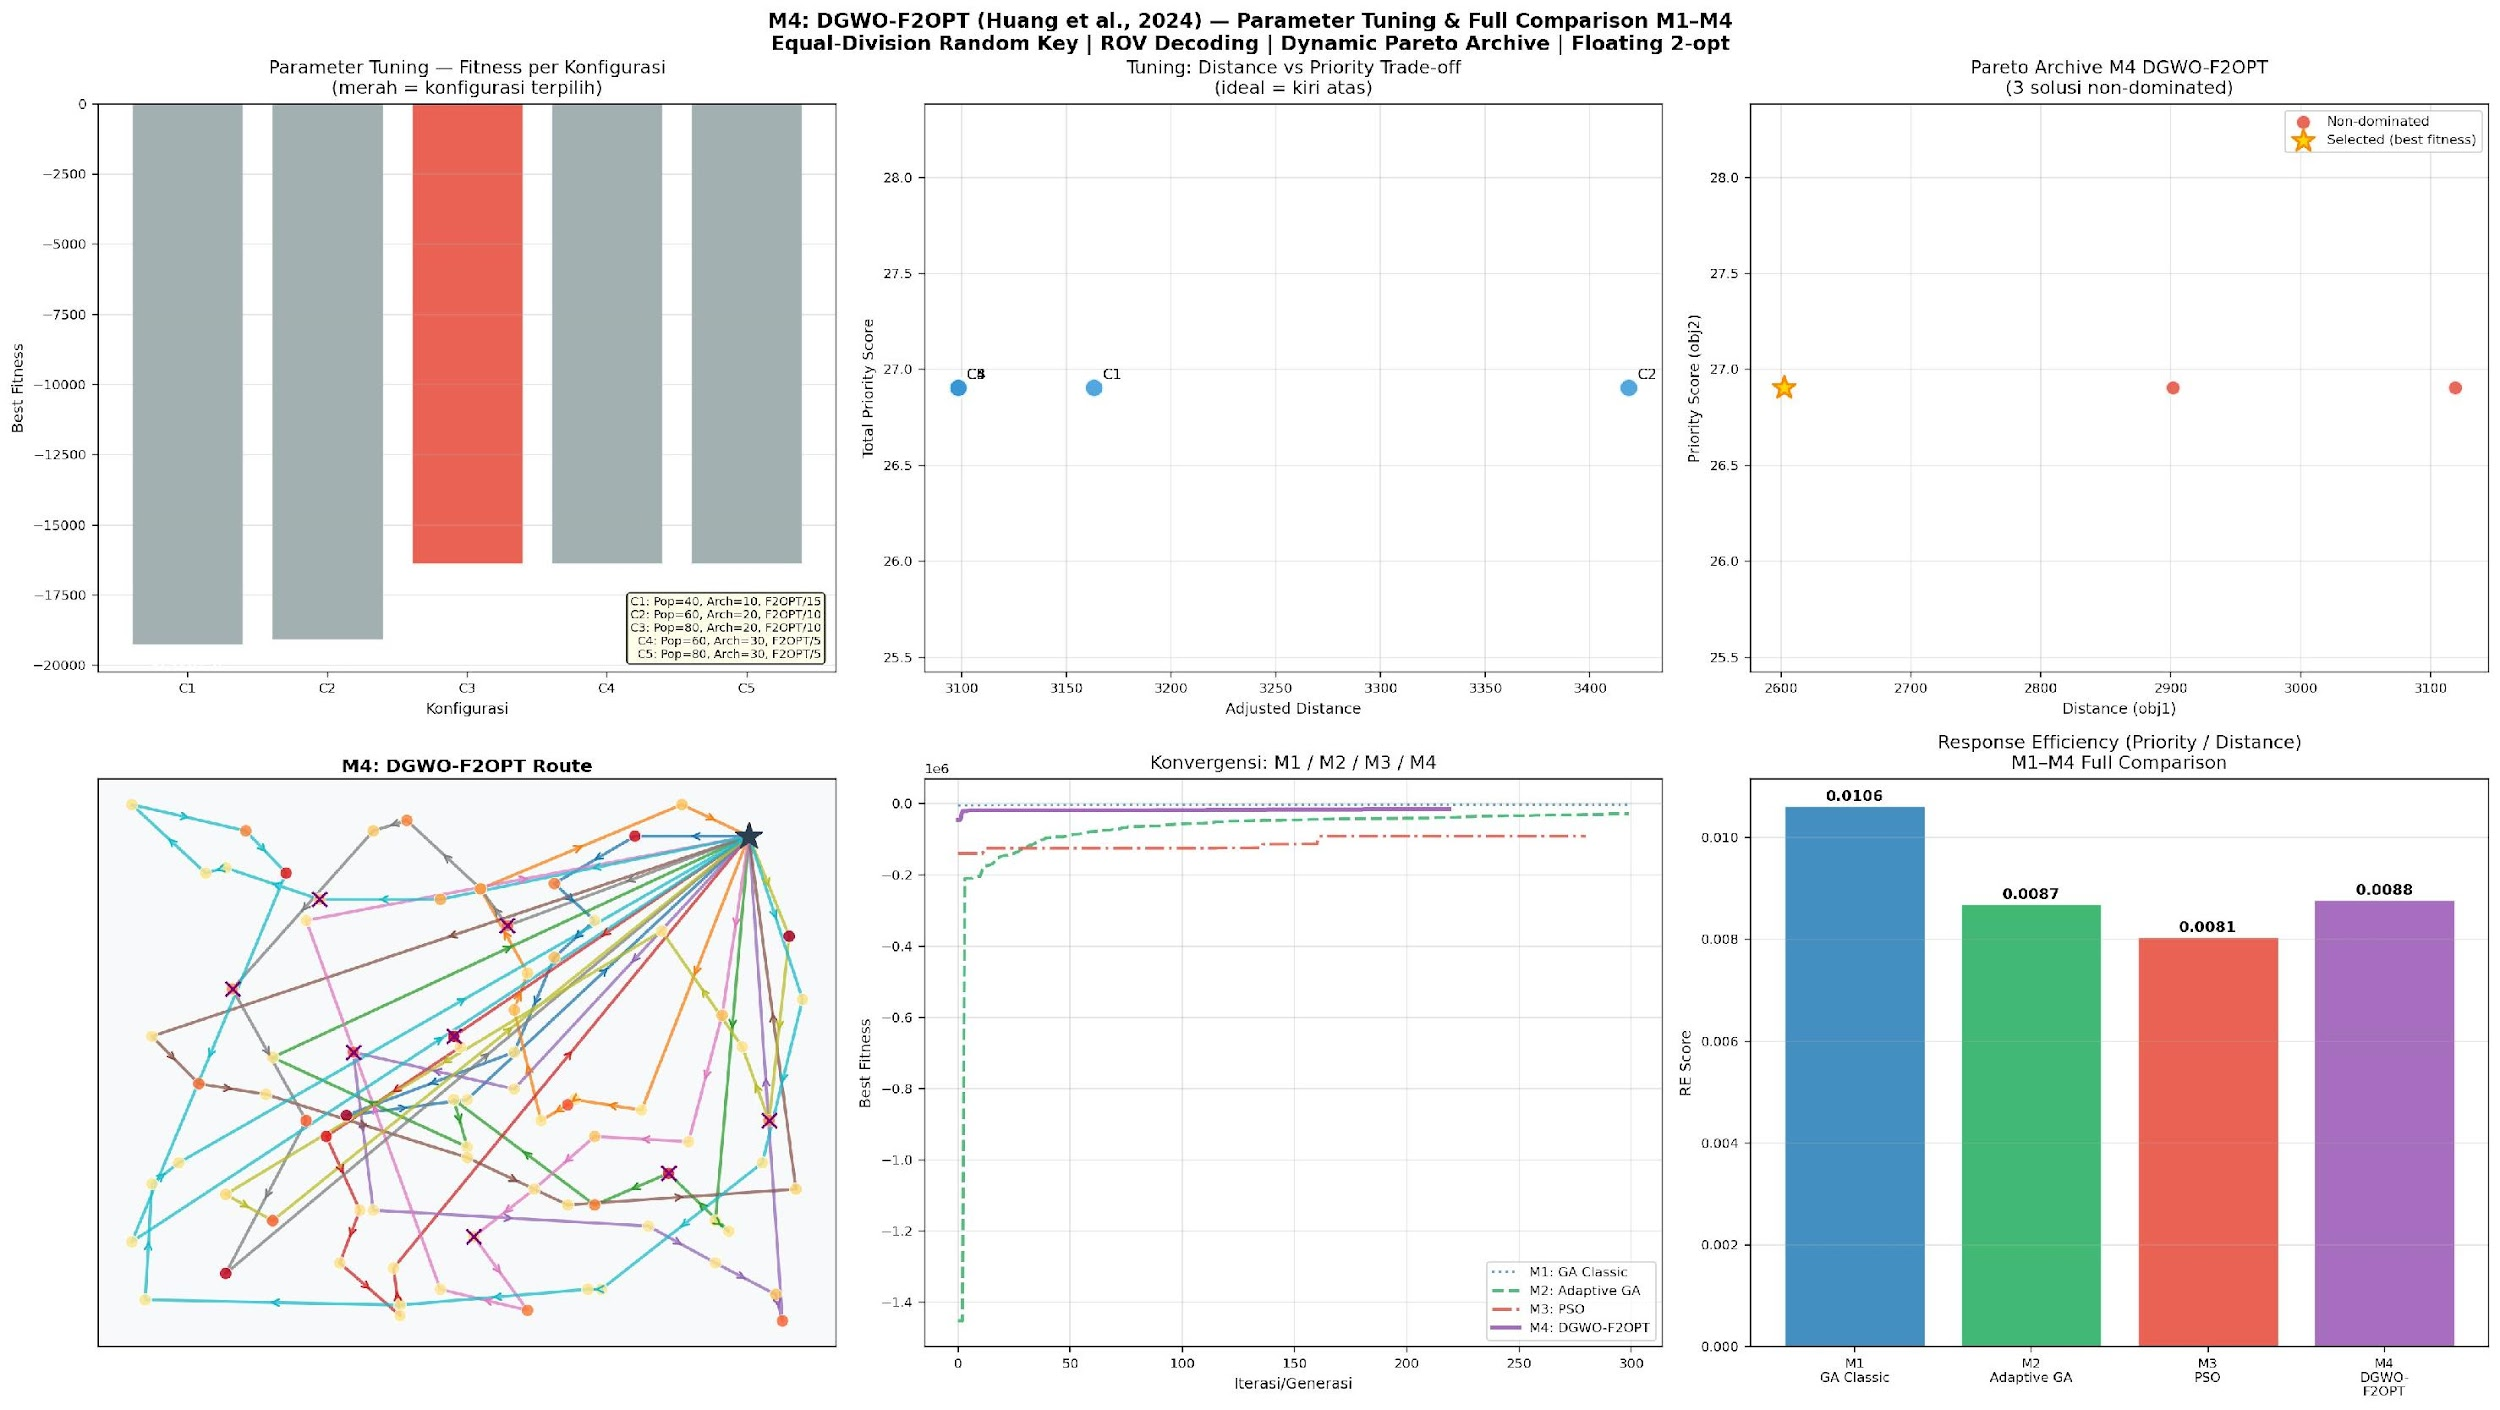 M4: DGWO-F2OPT (Huang et al., 2024) — Parameter Tuning & Full Comparison M1–M4
Equal-Division Random Key | ROV Decoding | Dynamic Pareto Archive | Floating 2-opt
Parameter Tuning — Fitness per Konfigurasi
(merah = konfigurasi terpilih)
0
−2500
−5000
−7500
−10000
−12500
−15000
−17500
−20000
Best Fitness
C1: Pop=40, Arch=10, F2OPT/15
C2: Pop=60, Arch=20, F2OPT/10
C3: Pop=80, Arch=20, F2OPT/10
C4: Pop=60, Arch=30, F2OPT/5
C5: Pop=80, Arch=30, F2OPT/5
C1 C2 C3 C4 C5
Konfigurasi
Tuning: Distance vs Priority Trade-off
(ideal = kiri atas)
28.0
27.5
27.0
26.5
26.0
25.5
Total Priority Score
C1
C2
3100 3150 3200 3250 3300 3350 3400
Adjusted Distance
Pareto Archive M4 DGWO-F2OPT
(3 solusi non-dominated)
Non-dominated
Selected (best fitness)
28.0
27.5
27.0
26.5
26.0
25.5
Priority Score (obj2)
2600 2700 2800 2900 3000 3100
Distance (obj1)
M4: DGWO-F2OPT Route
Konvergensi: M1 / M2 / M3 / M4
1e6
0.0
−0.2
−0.4
−0.6
−0.8
−1.0
−1.2
−1.4
Best Fitness
M1: GA Classic
M2: Adaptive GA
M3: PSO
M4: DGWO-F2OPT
0 50 100 150 200 250 300
Iterasi/Generasi
Response Efficiency (Priority / Distance)
M1–M4 Full Comparison
0.010
0.008
0.006
0.004
0.002
0.000
RE Score
0.0106
0.0087
0.0081
0.0088
M1 M2 M3 M4
GA Classic Adaptive GA PSO DGWO-
F2OPT